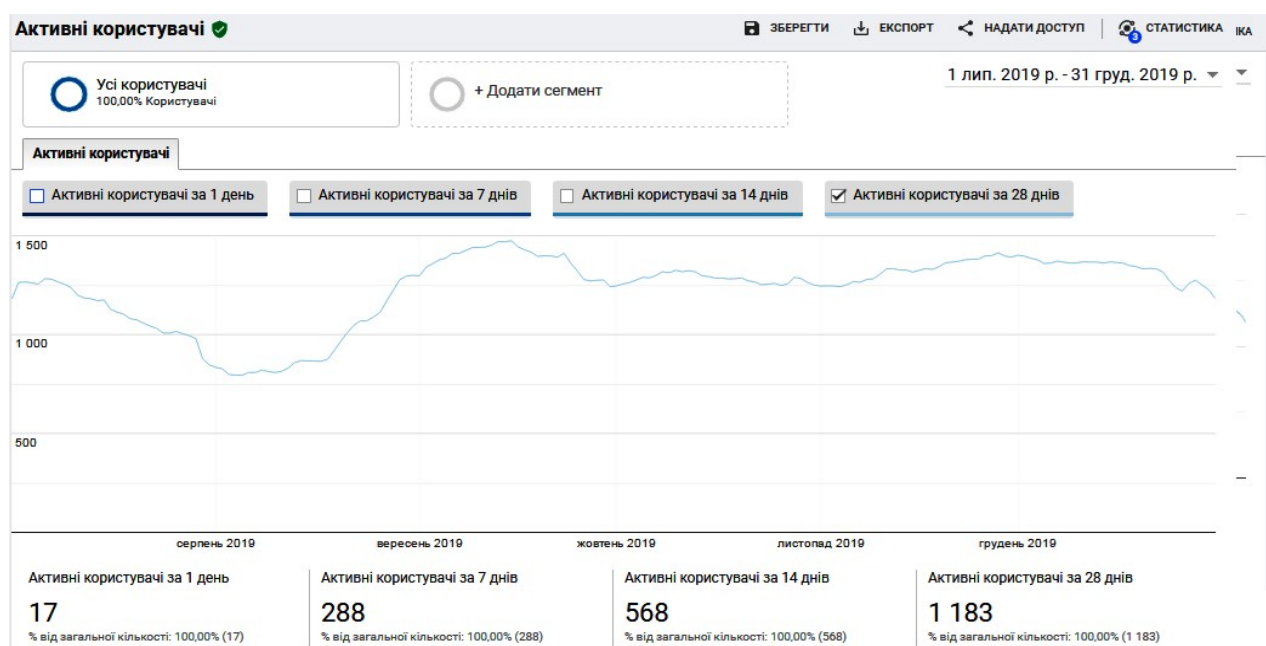 Активні користувачі
ЗБЕРЕГТИ ЕКСПОРТ НАДАТИ ДОСТУП 3 СТАТИСТИКА ІКА
Усі користувачі
100,00% Користувачі
+ Додати сегмент
1 лип. 2019 р. - 31 груд. 2019 р.
Активні користувачі
Активні користувачі за 1 день Активні користувачі за 7 днів Активні користувачі за 14 днів Активні користувачі за 28 днів
1 500
1 000
500
серпень 2019 вересень 2019 жовтень 2019 листопад 2019 грудень 2019
Активні користувачі за 1 день Активні користувачі за 7 днів Активні користувачі за 14 днів Активні користувачі за 28 днів
17 288 568 1 183
% від загальної кількості: 100,00% (17) % від загальної кількості: 100,00% (288) % від загальної кількості: 100,00% (568) % від загальної кількості: 100,00% (1 183)